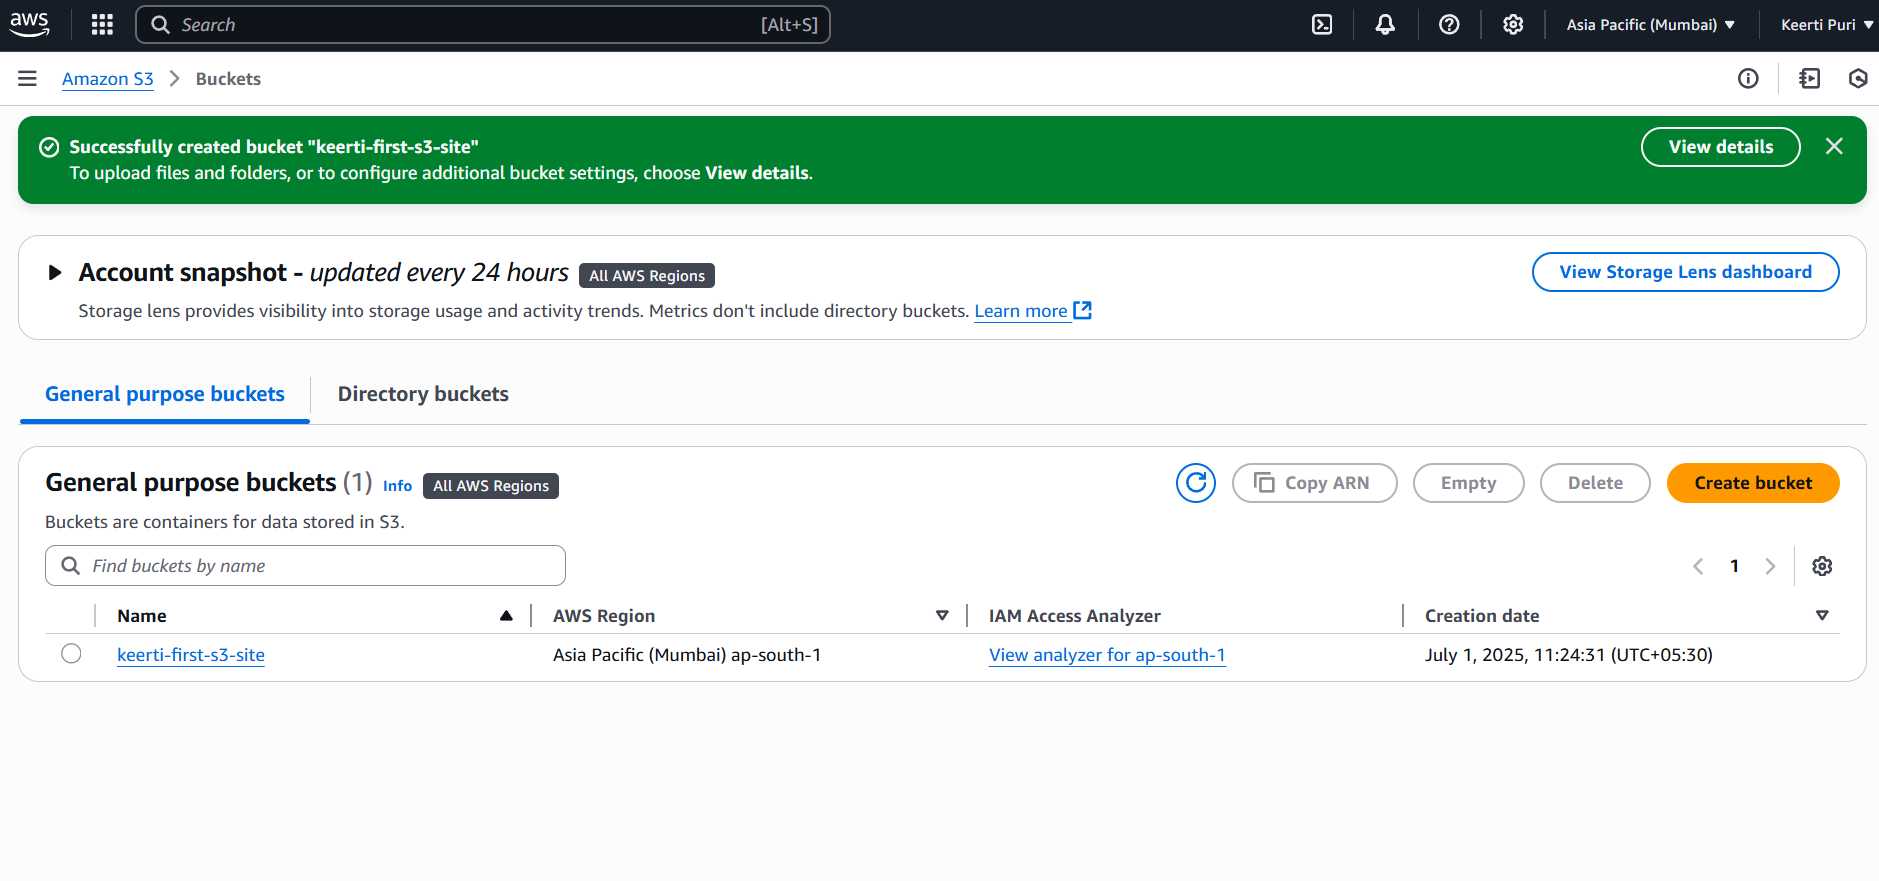 aws
Search [Alt+S]
Asia Pacific (Mumbai)
Keerti Puri
Amazon S3 Buckets
Successfully created bucket "keerti-first-s3-site"
To upload files and folders, or to configure additional bucket settings, choose View details.
View details
Account snapshot - updated every 24 hours All AWS Regions
View Storage Lens dashboard
Storage lens provides visibility into storage usage and activity trends. Metrics don't include directory buckets. Learn more
General purpose buckets Directory buckets
General purpose buckets (1) Info All AWS Regions
Copy ARN Empty Delete Create bucket
Buckets are containers for data stored in S3.
Find buckets by name
1
Name AWS Region IAM Access Analyzer Creation date
keerti-first-s3-site Asia Pacific (Mumbai) ap-south-1 View analyzer for ap-south-1 July 1, 2025, 11:24:31 (UTC+05:30)